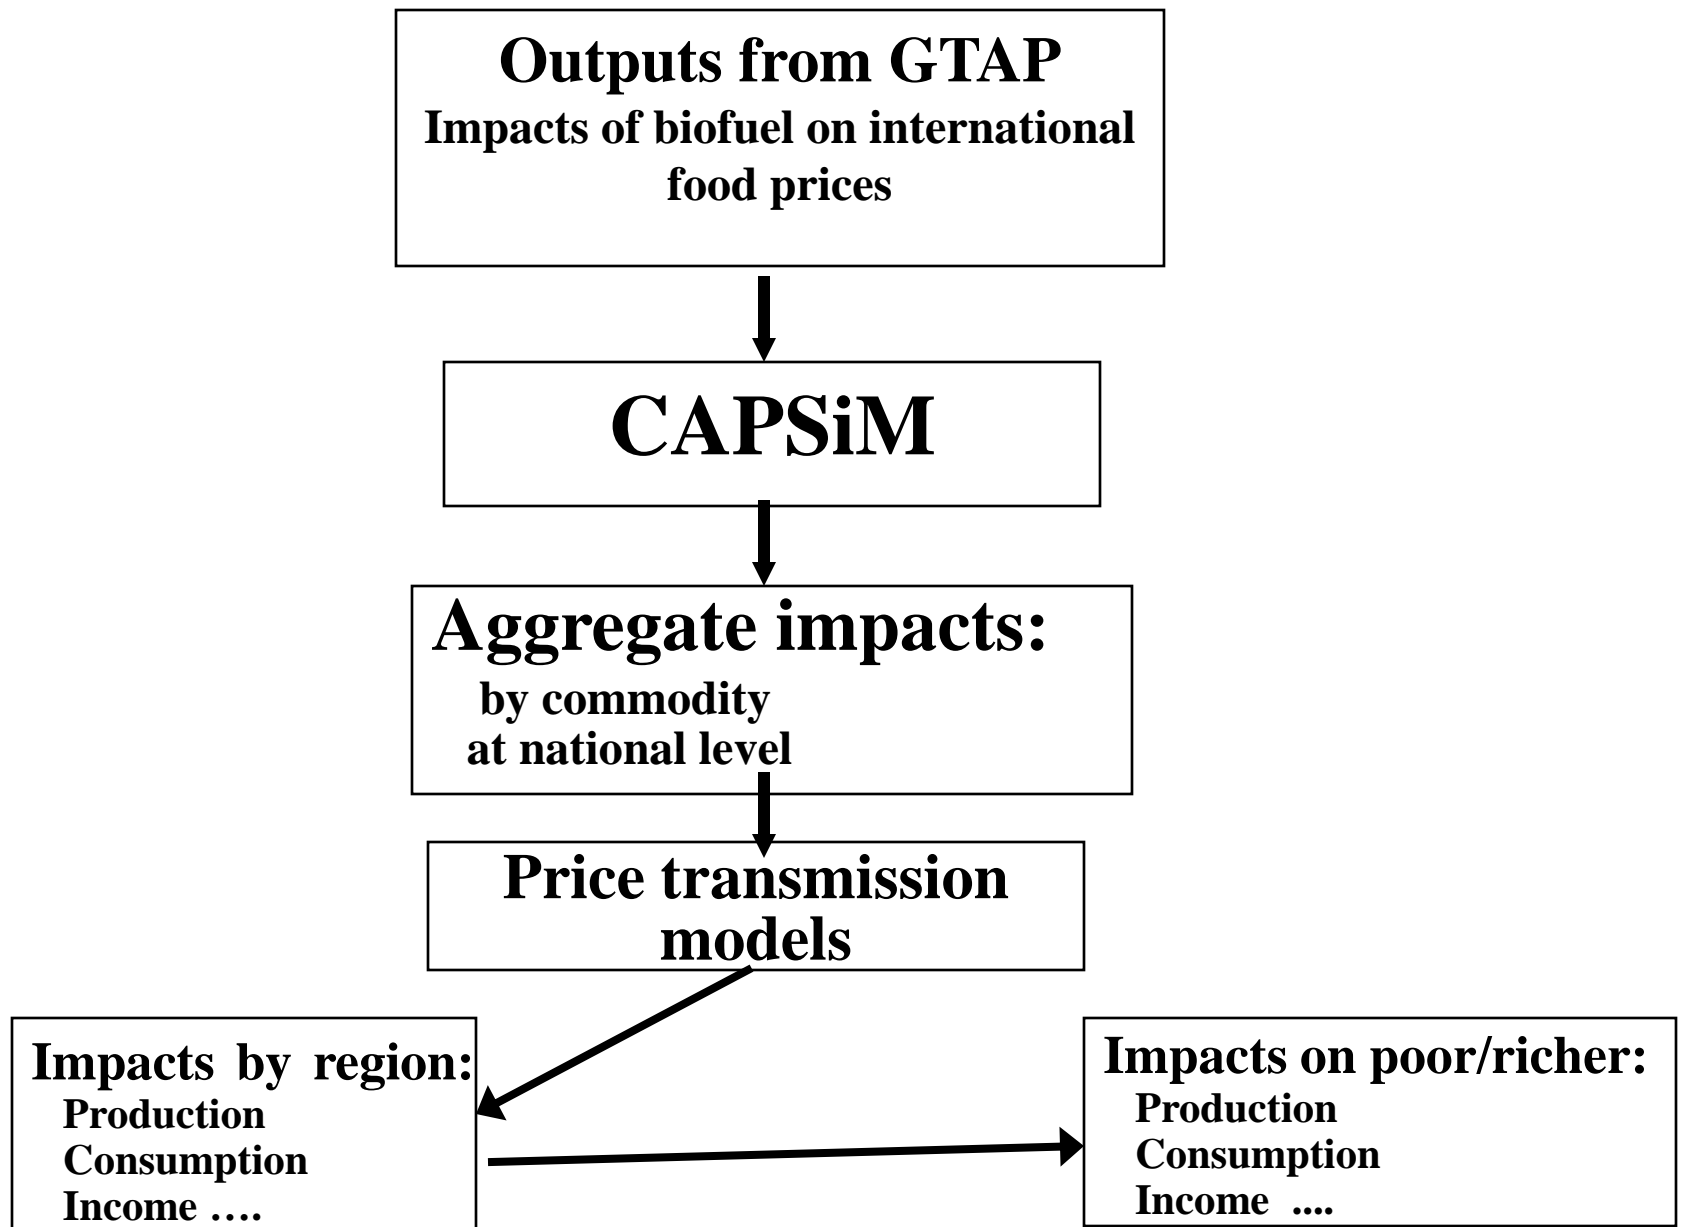 Outputs from GTAP
Impacts of biofuel on international
food prices
CAPSiM
Aggregate impacts:
by commodity
at national level
Price transmission
models
Impacts by region:
Production
Consumption
Income ....
Impacts on poor/richer:
Production
Consumption
Income ....